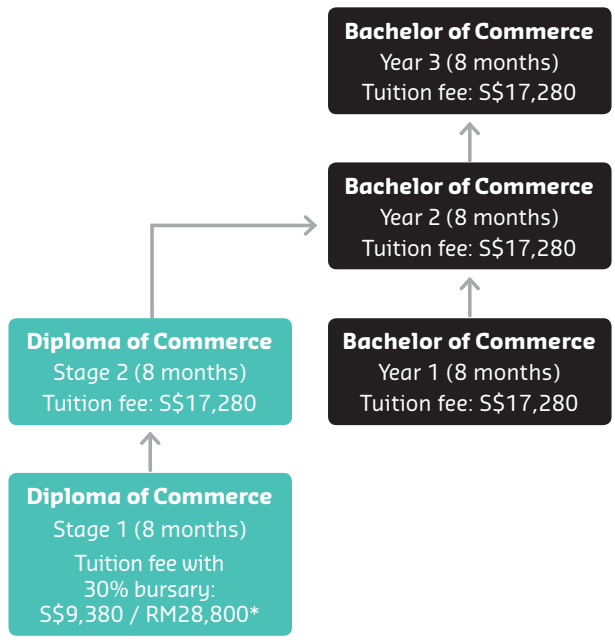 Bachelor of Commerce
Year 3 (8 months)
Tuition fee: S$17,280
Bachelor of Commerce
Year 2 (8 months)
Tuition fee: S$17,280
Diploma of Commerce
Stage 2 (8 months)
Tuition fee: S$17,280
Bachelor of Commerce
Year 1 (8 months)
Tuition fee: S$17,280
Diploma of Commerce
Stage 1 (8 months)
Tuition fee with
30% bursary:
S$9,380 / RM28,800*